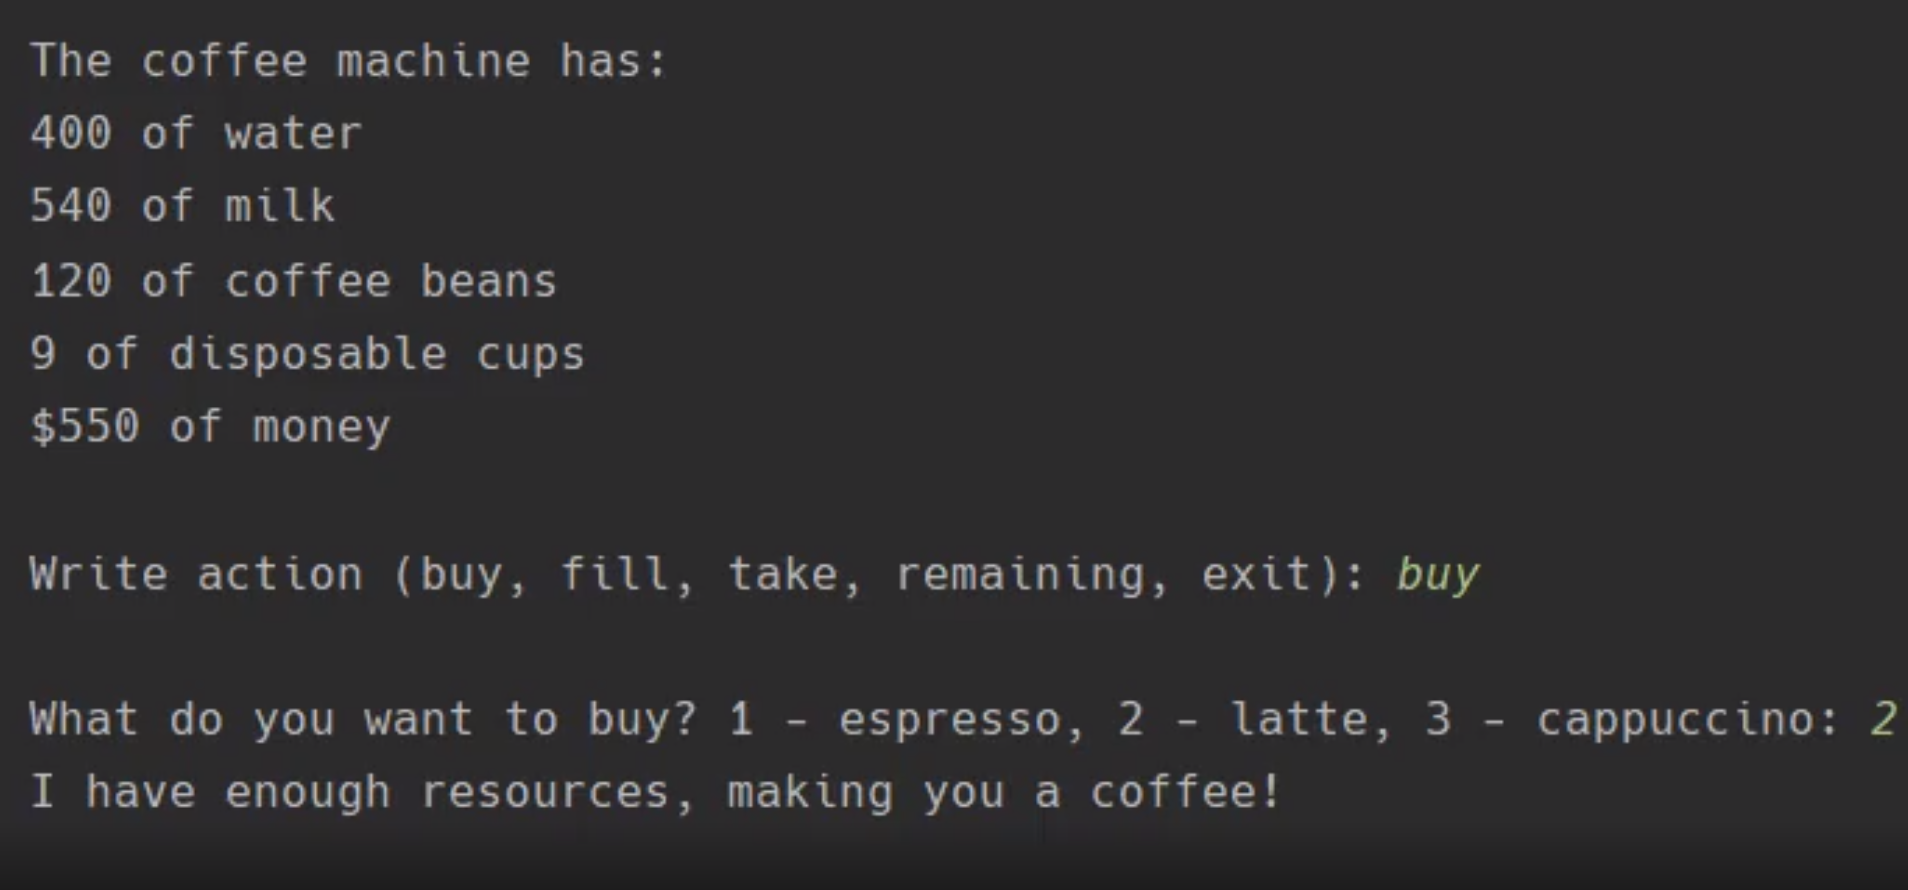 The coffee machine has:
400 of water
540 of milk
120 of coffee beans
9 of disposable cups
$550 of money
Write action (buy, fill, take, remaining, exit): buy
What do you want to buy? 1 - espresso, 2 - latte, 3 - cappuccino: 2
I have enough resources, making you a coffee!